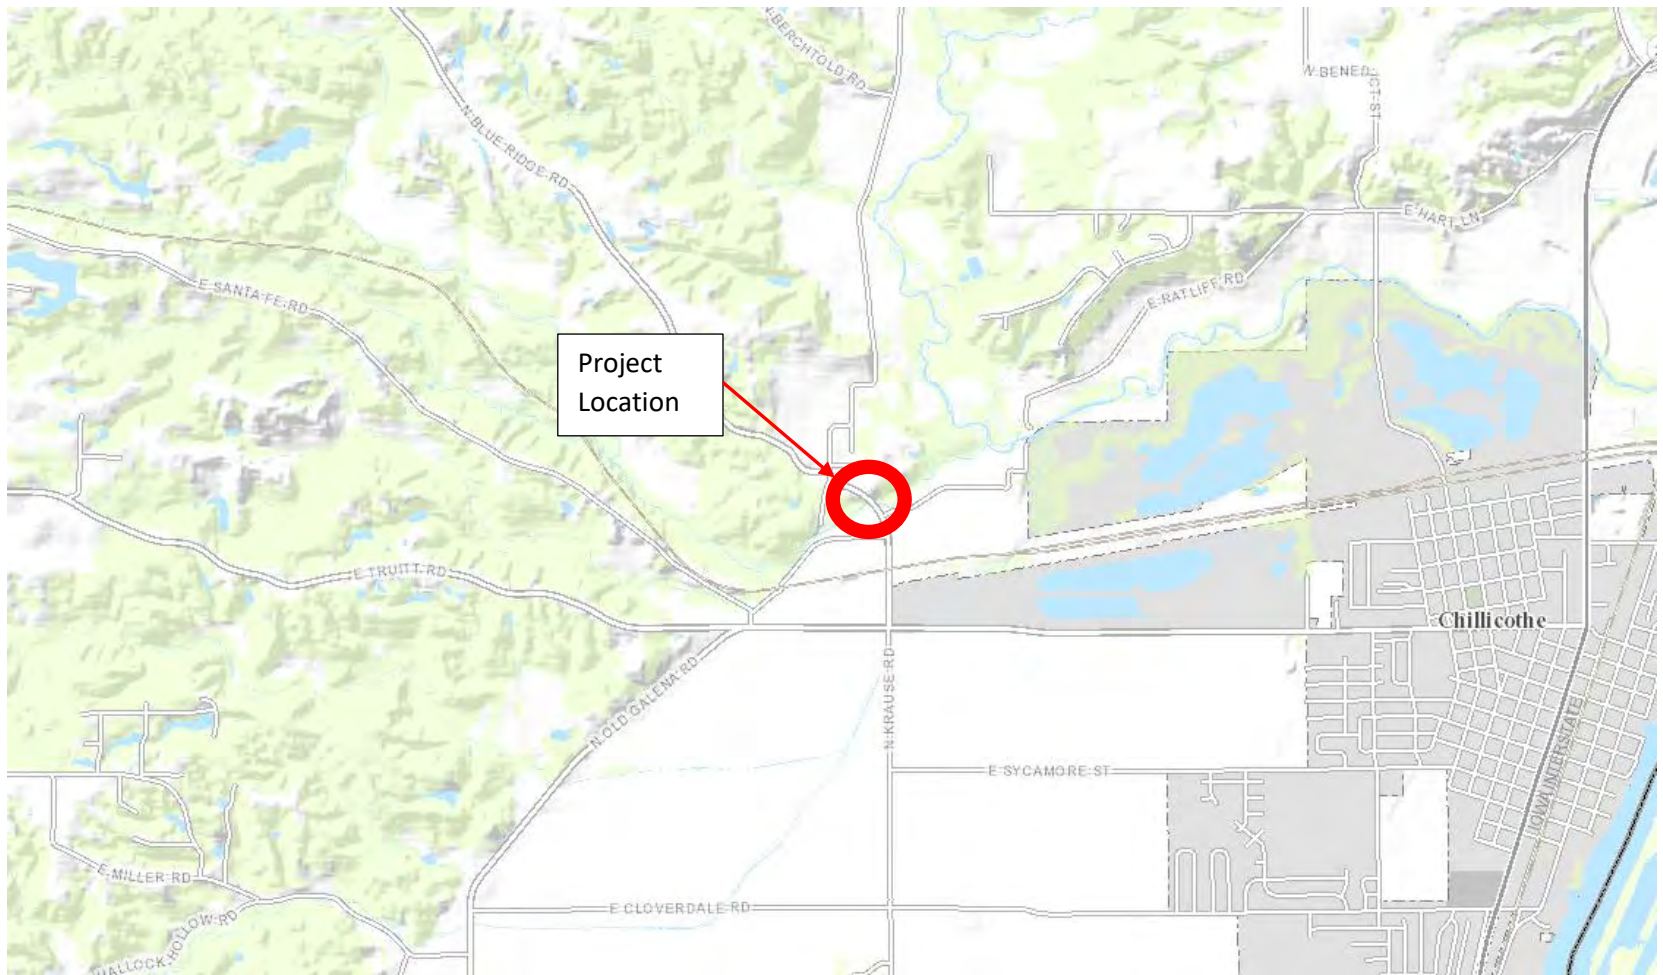 N BERCHTOLD RD
W BENEDICT ST
N BLUE RIDGE RD
E HART LN
E SANTA FE RD
E RATLIFF RD
Project
Location
E TRUITT RD
Chillicothe
N OLD GALENA RD
N KRAUSE RD
E SYCAMORE ST
IOWA INTERSTATE
E MILLER RD
E CLOVERDALE RD
HALLOCK HOLLOW RD